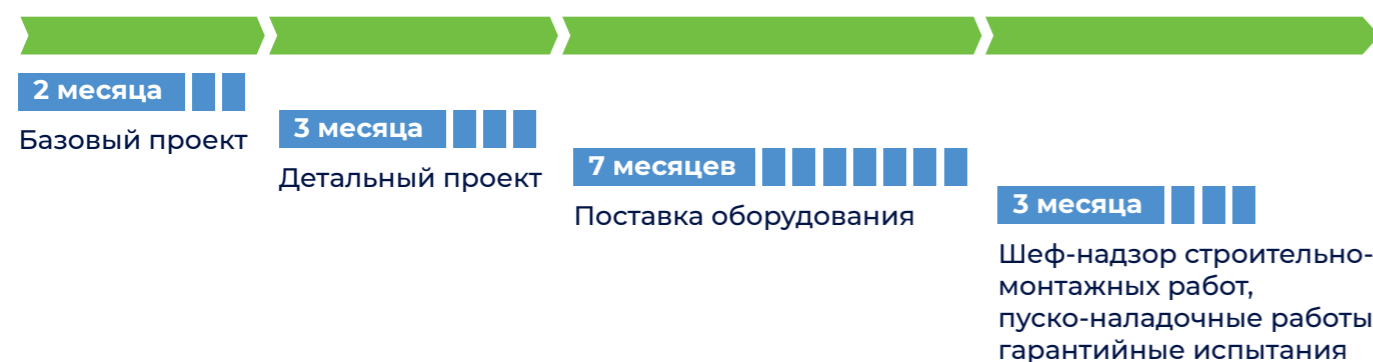 2 месяца
Базовый проект
3 месяца
Детальный проект
7 месяцев
Поставка оборудования
3 месяца
Шеф-надзор строительно-
монтажных работ,
пуско-наладочные работы
гарантийные испытания